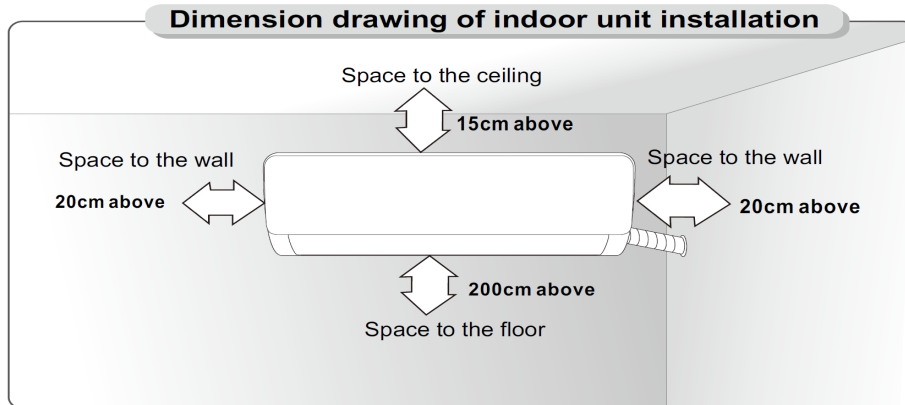 Dimension drawing of indoor unit installation
Space to the ceiling
15cm above
Space to the wall
20cm above
Space to the wall
20cm above
200cm above
Space to the floor